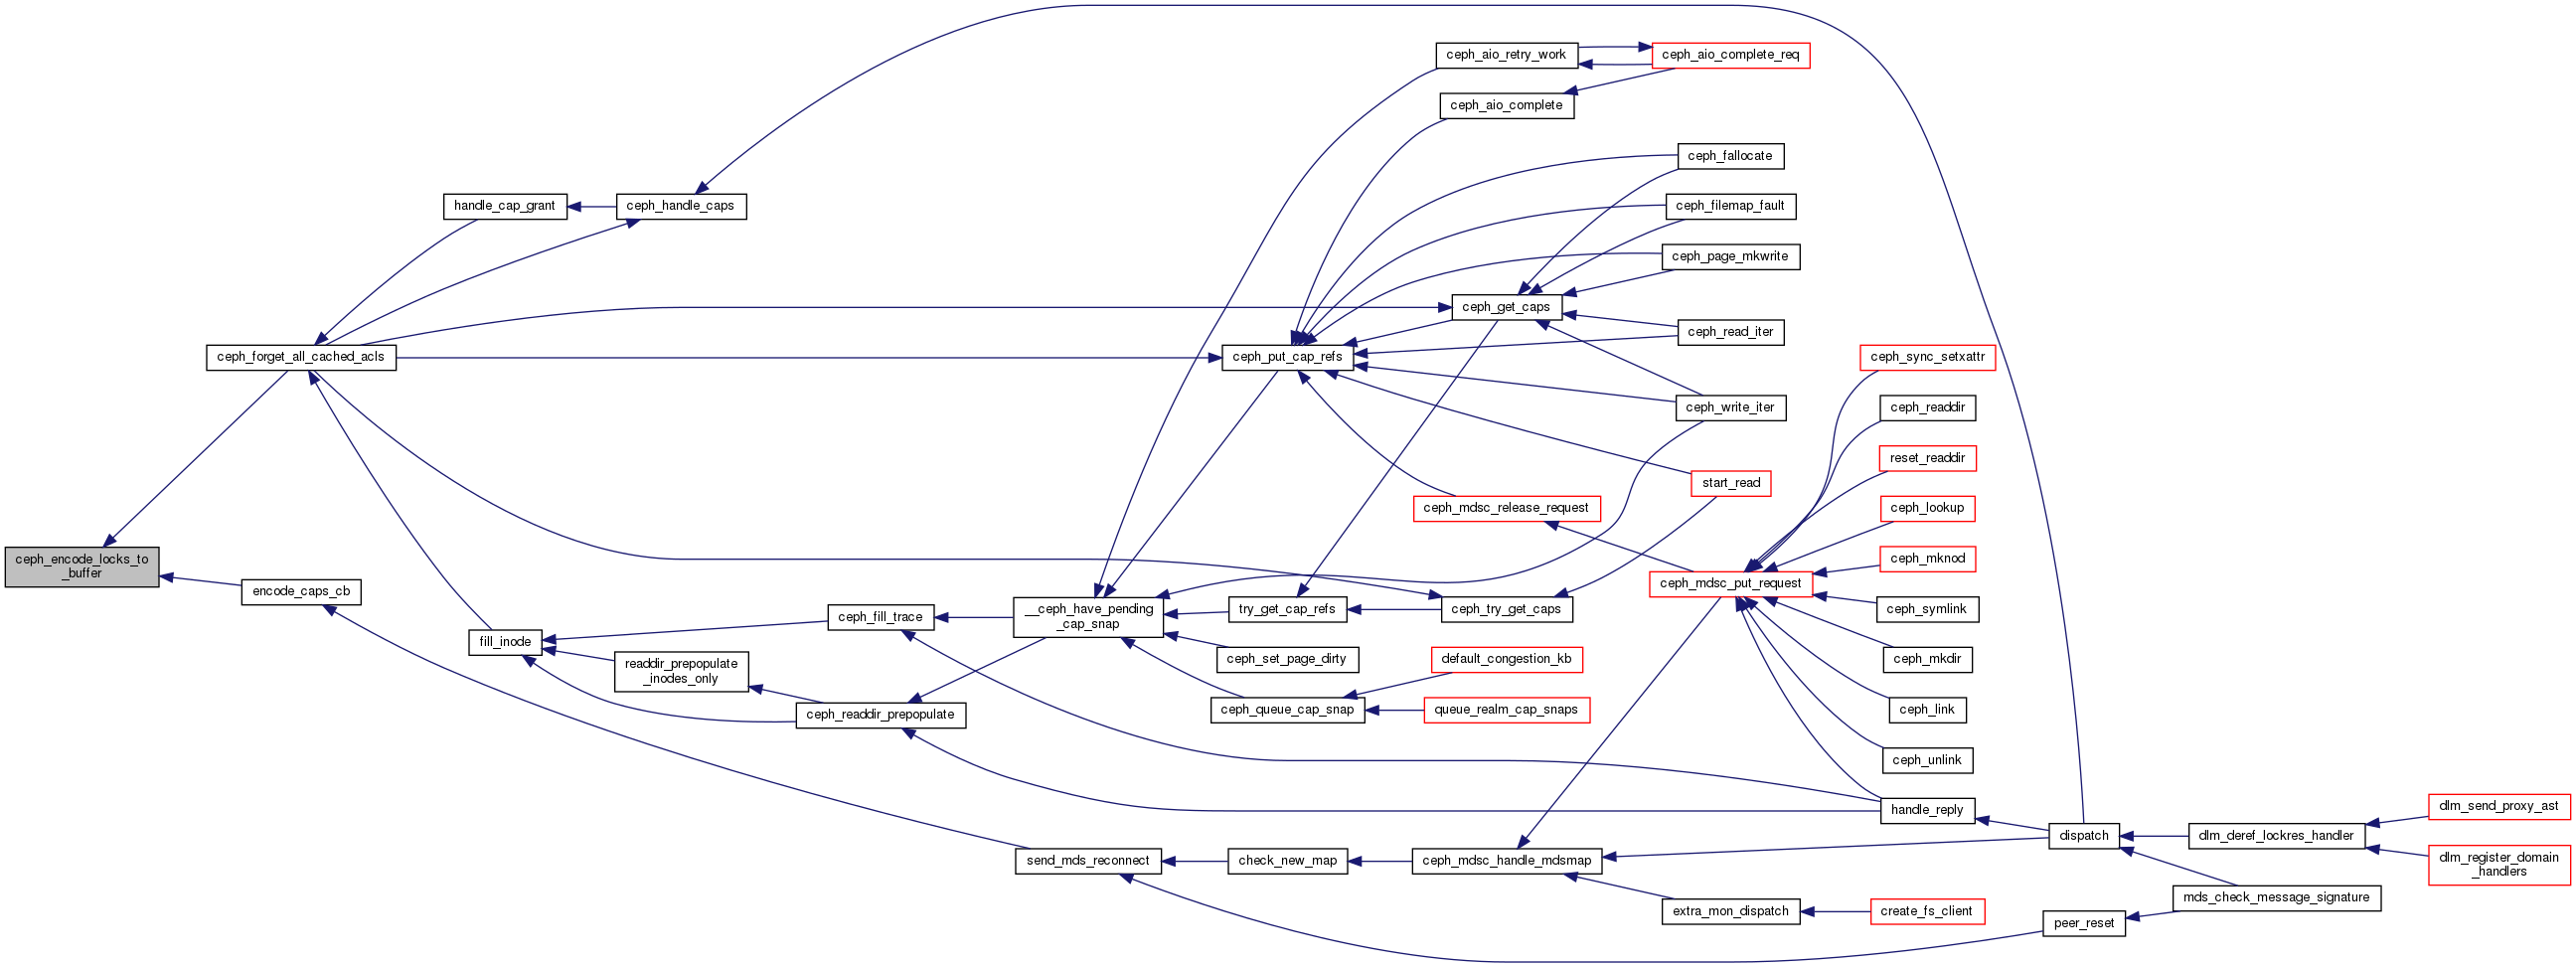 ceph_aio_retry_work
ceph_aio_complete_req
ceph_aio_complete
ceph_fallocate
handle_cap_grant
ceph_handle_caps
ceph_filemap_fault
ceph_page_mkwrite
ceph_get_caps
ceph_read_iter
ceph_forget_all_cached_acls
ceph_put_cap_refs
ceph_sync_setxattr
ceph_write_iter
ceph_readdir
reset_readdir
start_read
ceph_mdsc_release_request
ceph_lookup
ceph_encode_locks_to
_buffer
ceph_mknod
ceph_mdsc_put_request
encode_caps_cb
ceph_fill_trace
__ceph_have_pending
_cap_snap
try_get_cap_refs
ceph_try_get_caps
ceph_symlink
fill_inode
readdir_prepopulate
_inodes_only
ceph_set_page_dirty
default_congestion_kb
ceph_mkdir
ceph_readdir_prepopulate
ceph_queue_cap_snap
queue_realm_cap_snaps
ceph_link
ceph_unlink
handle_reply
dlm_send_proxy_ast
dispatch
dlm_deref_lockres_handler
send_mds_reconnect
check_new_map
ceph_mdsc_handle_mdsmap
dlm_register_domain
_handlers
mds_check_message_signature
extra_mon_dispatch
create_fs_client
peer_reset